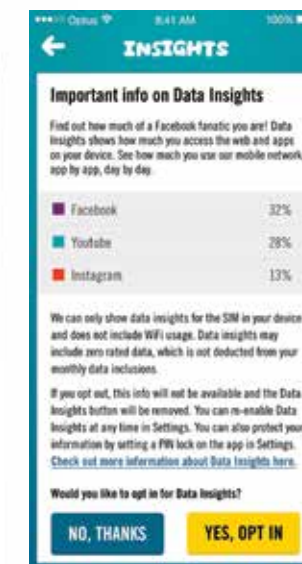 Optus 8:41 AM 100%
INSIGHTS
Important info on Data Insights
Find out how much of a Facebook fanatic you are! Data
Insights shows how much you access the web and apps
on your device. See how much you use our mobile network
app by app, day by day.
Facebook 32%
Youtube 28%
Instagram 13%
We can only show data insights for the SIM in your device
and does not include WiFi usage. Data insights may
include zero rated data, which is not deducted from your
monthly data inclusions
If you opt out, this info will not be available and the Data
Insights button will be removed. You can re-enable Data
Insights at any time in Settings. You can also protect your
information by setting a PIN lock on the app in Settings.
Check out more information about Data Insights here.
Would you like to opt in for Data Insights?
NO, THANKS YES, OPT IN